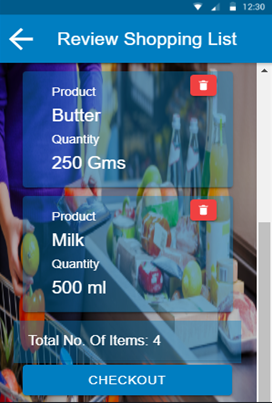 12:30
Review Shopping List
Product
Butter
Quantity
250 Gms
Product
Milk
Quantity
500 ml
Total No. Of Items: 4
CHECKOUT